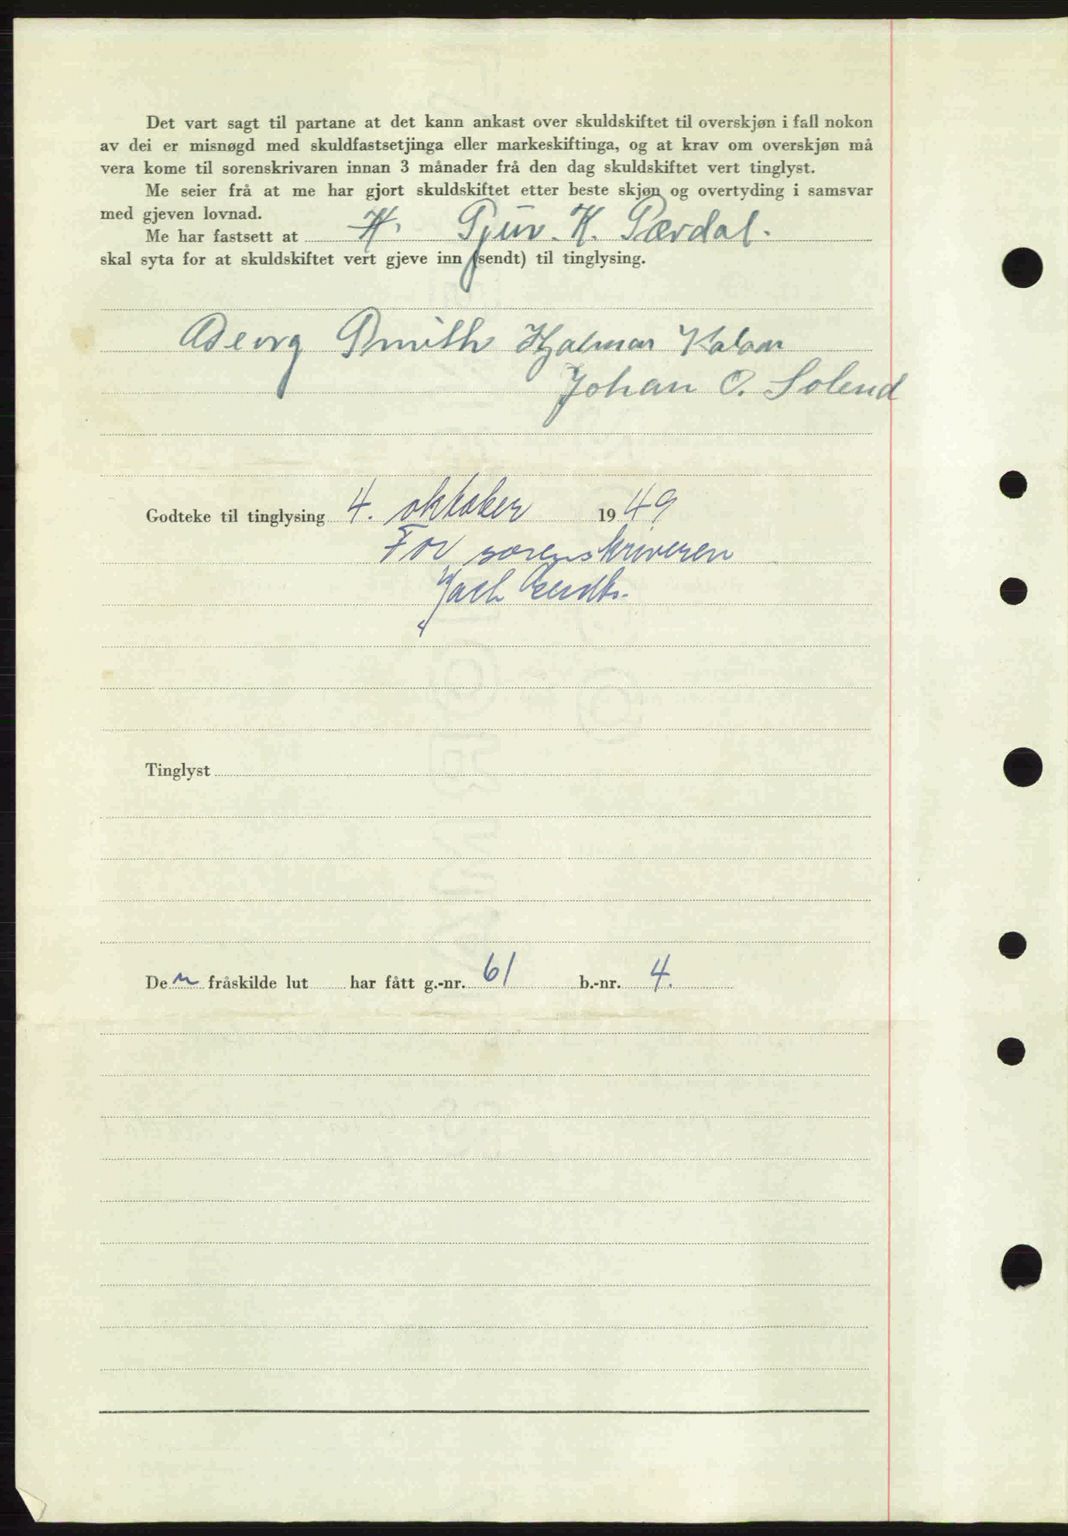 Det vart sagt til partane at det kann ankast over skuldskiftet til overskjøn i fall nokon
av dei er misnøgd med skuldfastsetjinga eller markeskiftinga, og at krav om overskjøn må
vera kome til sorenskrivaren innan 3 månader frå den dag skuldskiftet vert tinglyst.
Me seier frå at me har gjort skuldskiftet etter beste skjøn og overtyding i samsvar
med gjeven lovnad.
Me har fastsett at H. K.
skal syta for at skuldskiftet vert gjeve inn (sendt) til tinglysing.
Georg Smith Hjalmar
Johan O. Solend
Godteke til tinglysing 4. oktober 1949
For sorenskriveren
Tinglyst
Den fråskilde lut har fått g.-nr. 61 b.-nr. 4.